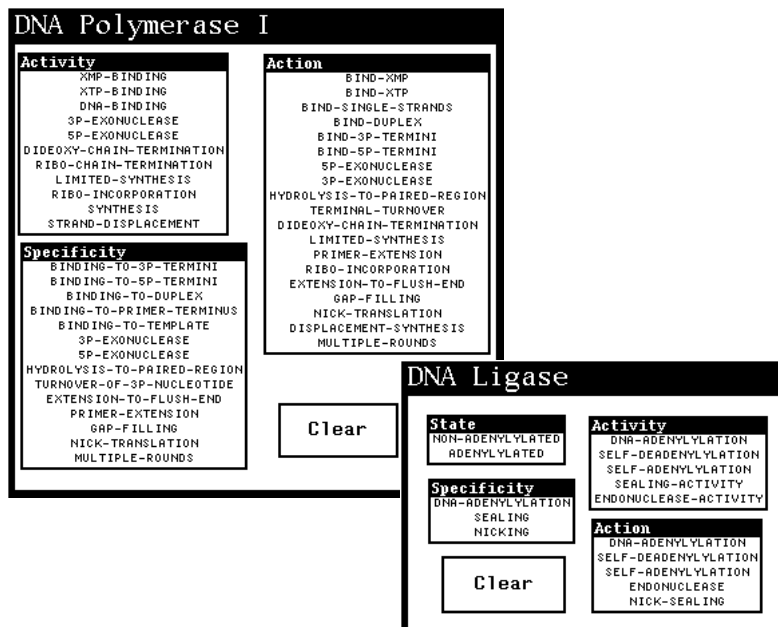 DNA Polymerase I
Activity
XMP-BINDING
XTP-BINDING
DNA-BINDING
3P-EXONUCLEASE
5P-EXONUCLEASE
DIDEOXY-CHAIN-TERMINATION
RIBO-CHAIN-TERMINATION
LIMITED-SYNTHESIS
RIBO-INCORPORATION
SYNTHESIS
STRAND-DISPLACEMENT
Specificity
BINDING-TO-3P-TERMINI
BINDING-TO-5P-TERMINI
BINDING-TO-DUPLEX
BINDING-TO-PRIMER-TERMINUS
BINDING-TO-TEMPLATE
3P-EXONUCLEASE
5P-EXONUCLEASE
HYDROLYSIS-TO-PAIRED-REGION
TURNOVER-OF-3P-NUCLEOTIDE
EXTENSION-TO-FLUSH-END
PRIMER-EXTENSION
GAP-FILLING
NICK-TRANSLATION
MULTIPLE-ROUNDS
Action
BIND-XMP
BIND-XTP
BIND-SINGLE-STRANDS
BIND-DUPLEX
BIND-3P-TERMINI
BIND-5P-TERMINI
5P-EXONUCLEASE
3P-EXONUCLEASE
HYDROLYSIS-TO-PAIRED-REGION
TERMINAL-TURNOVER
DIDEOXY-CHAIN-TERMINATION
LIMITED-SYNTHESIS
PRIMER-EXTENSION
RIBO-INCORPORATION
EXTENSION-TO-FLUSH-END
GAP-FILLING
NICK-TRANSLATION
DISPLACEMENT-SYNTHESIS
MULTIPLE-ROUNDS
Clear
DNA Ligase
State
NON-ADENYLYLATED
ADENYLYLATED
Specificity
DNA-ADENYLYLATION
SEALING
NICKING
Clear
Activity
DNA-ADENYLYLATION
SELF-DEADENYLYLATION
SELF-ADENYLYLATION
SEALING-ACTIVITY
ENDONUCLEASE-ACTIVITY
Action
DNA-ADENYLYLATION
SELF-DEADENYLYLATION
SELF-ADENYLYLATION
ENDONUCLEASE
NICK-SEALING